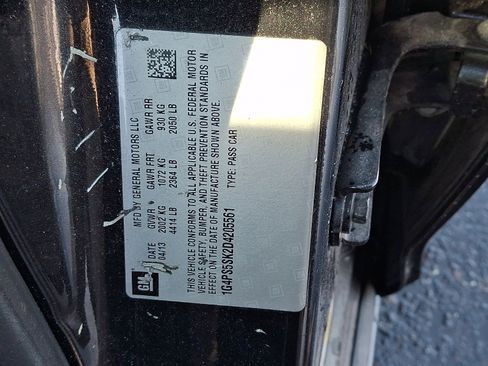 GM
MFD BY GENERAL MOTORS LLC
DATE GVWR GAWR FRT GAWR RR
04/13 2002 KG 1072 KG 930 KG
4414 LB 2364 LB 2050 LB
THIS VEHICLE CONFORMS TO ALL APPLICABLE U.S. FEDERAL MOTOR
VEHICLE SAFETY, BUMPER, AND THEFT PREVENTION STANDARDS IN
EFFECT ON THE DATE OF MANUFACTURE SHOWN ABOVE.
1G4PS5SK2D4205561 TYPE: PASS CAR